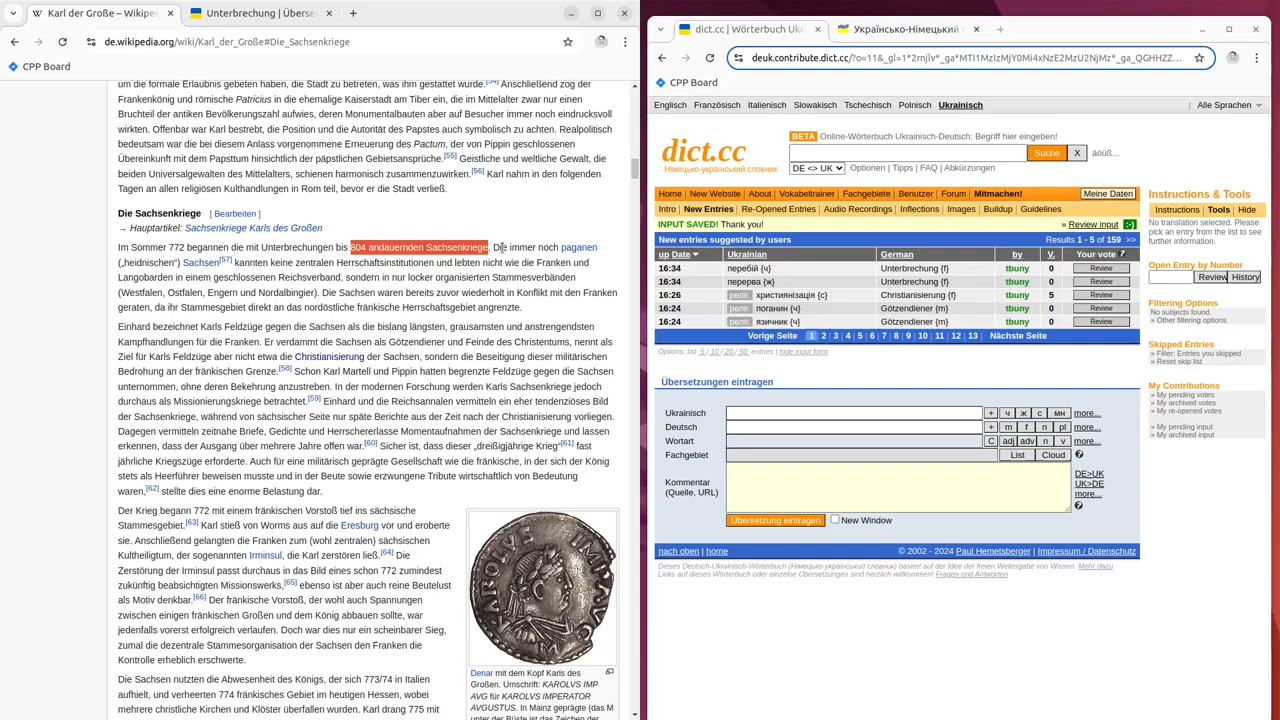 Karl der Große – Wikipe
Unterbrechung | Überse
de.wikipedia.org/wiki/Karl_der_Große#Die_Sachsenkriege
CPP Board
um die formale Erlaubnis gebeten haben, die Stadt zu betreten, was ihm gestattet wurde.[54] Anschließend zog der
Frankenkönig und römische Patricius in die ehemalige Kaiserstadt am Tiber ein, die im Mittelalter zwar nur einen
Bruchteil der antiken Bevölkerungszahl aufwies, deren Monumentalbauten aber auf Besucher immer noch eindrucksvoll
wirkten. Offenbar war Karl bestrebt, die Position und die Autorität des Papstes auch symbolisch zu achten. Realpolitisch
bedeutsam war die bei diesem Anlass vorgenommene Erneuerung des Pactum, der von Pippin geschlossenen
Übereinkunft mit dem Papsttum hinsichtlich der päpstlichen Gebietsansprüche.[55] Geistliche und weltliche Gewalt, die
beiden Universalgewalten des Mittelalters, schienen harmonisch zusammenzuwirken.[56] Karl nahm in den folgenden
Tagen an allen religiösen Kulthandlungen in Rom teil, bevor er die Stadt verließ.
Die Sachsenkriege [ Bearbeiten ]
→ Hauptartikel: Sachsenkriege Karls des Großen
Im Sommer 772 begannen die mit Unterbrechungen bis 804 andauernden Sachsenkriege. Die immer noch paganen
(„heidnischen“) Sachsen[57] kannten keine zentralen Herrschaftsinstitutionen und lebten nicht wie die Franken und
Langobarden in einem geschlossenen Reichsverband, sondern in nur locker organisierten Stammesverbänden
(Westfalen, Ostfalen, Engern und Nordalbingier). Die Sachsen waren bereits zuvor wiederholt in Konflikt mit den Franken
geraten, da ihr Stammesgebiet direkt an das nordöstliche fränkische Herrschaftsgebiet angrenzte.
Einhard bezeichnet Karls Feldzüge gegen die Sachsen als die bislang längsten, grausamsten und anstrengendsten
Kampfhandlungen für die Franken. Er verdammt die Sachsen als Götzendiener und Feinde des Christentums, nennt als
Ziel für Karls Feldzüge aber nicht etwa die Christianisierung der Sachsen, sondern die Beseitigung dieser militärischen
Bedrohung an der fränkischen Grenze.[58] Schon Karl Martell und Pippin hatten begrenzte Feldzüge gegen die Sachsen
unternommen, ohne deren Bekehrung anzustreben. In der modernen Forschung werden Karls Sachsenkriege jedoch
durchaus als Missionierungskriege betrachtet.[59] Einhard und die Reichsannalen vermitteln ein eher tendenziöses Bild
der Sachsenkriege, während von sächsischer Seite nur späte Berichte aus der Zeit nach der Christianisierung vorliegen.
Dagegen vermitteln zeitnahe Briefe, Gedichte und Herrschererlasse Momentaufnahmen der Sachsenkriege und lassen
erkennen, dass der Ausgang über mehrere Jahre offen war.[60] Sicher ist, dass dieser „dreißigjährige Krieg“[61] fast
jährliche Kriegszüge erforderte. Auch für eine militärisch geprägte Gesellschaft wie die fränkische, in der sich der König
stets als Heerführer beweisen musste und in der Beute sowie erzwungene Tribute wirtschaftlich von Bedeutung
waren,[62] stellte dies eine enorme Belastung dar.
Der Krieg begann 772 mit einem fränkischen Vorstoß tief ins sächsische
Stammesgebiet.[63] Karl stieß von Worms aus auf die Eresburg vor und eroberte
sie. Anschließend gelangten die Franken zum (wohl zentralen) sächsischen
Kultheiligtum, der sogenannten Irminsul, die Karl zerstören ließ.[64] Die
Zerstörung der Irminsul passt durchaus in das Bild eines schon 772 zumindest
zukünftig beabsichtigten Missionswerks,[65] ebenso ist aber auch reine Beutelust
als Motiv denkbar.[66] Der fränkische Vorstoß, der wohl auch Spannungen
zwischen einigen fränkischen Großen und dem König abbauen sollte, war
jedenfalls vorerst erfolgreich verlaufen. Doch war dies nur ein scheinbarer Sieg,
zumal die dezentrale Stammesorganisation der Sachsen den Franken die
Kontrolle erheblich erschwerte.
Die Sachsen nutzten die Abwesenheit des Königs, der sich 773/74 in Italien
aufhielt, und verheerten 774 fränkisches Gebiet im heutigen Hessen, wobei
mehrere christliche Kirchen und Klöster überfallen wurden. Karl drang 775 mit
KAROLVS IMP AVG
Denar mit dem Kopf Karls des
Großen. Umschrift: KAROLVS IMP
AVG für KAROLVS IMPERATOR
AVGUSTUS. In Mainz geprägte (das M
unter der Büste ist das Zeichen der
dict.cc | Wörterbuch Ukr
Українсько-Німецький с
deuk.contribute.dict.cc/?o=11&_gl=1*2rnjlv*_ga*MTI1MzIzMjY0Mi4xNzE2MzU2NjMz*_ga_QGHHZZ...
CPP Board
Englisch Französisch Italienisch Slowakisch Tschechisch Polnisch Ukrainisch | Alle Sprachen
dict.cc
Німецько-український словник
BETA Online-Wörterbuch Ukrainisch-Deutsch: Begriff hier eingeben!
Suche X äöüß...
DE <> UK Optionen | Tipps | FAQ | Abkürzungen
Home | New Website | About | Vokabeltrainer | Fachgebiete | Benutzer | Forum | Mitmachen! Meine Daten
Intro | New Entries | Re-Opened Entries | Audio Recordings | Inflections | Images | Buildup | Guidelines
INPUT SAVED! Thank you! » Review input :-)
New entries suggested by users Results 1 - 5 of 159 >>
up Date Ukrainian German by V. Your vote ?
16:34 перебій {ч} Unterbrechung {f} tbuny 0 Review
16:34 перерва {ж} Unterbrechung {f} tbuny 0 Review
16:26 реліг. християнізація {с} Christianisierung {f} tbuny 5 Review
16:24 реліг. поганин {ч} Götzendiener {m} tbuny 0 Review
16:24 реліг. язичник {ч} Götzendiener {m} tbuny 0 Review
Vorige Seite | 1 | 2 | 3 | 4 | 5 | 6 | 7 | 8 | 9 | 10 | 11 | 12 | 13 | Nächste Seite
Options: list 5 / 10 / 20 / 50 entries | hide input form
Übersetzungen eintragen
Ukrainisch + ч ж с мн more...
Deutsch + m f n pl more...
Wortart C adj adv n v more...
Fachgebiet List Cloud ?
Kommentar
(Quelle, URL)
DE>UK
UK>DE
more...
?
Übersetzung eintragen New Window
nach oben | home © 2002 - 2024 Paul Hemetsberger | Impressum / Datenschutz
Dieses Deutsch-Ukrainisch-Wörterbuch (Німецько-український словник) basiert auf der Idee der freien Weitergabe von Wissen. Mehr dazu
Links auf dieses Wörterbuch oder einzelne Übersetzungen sind herzlich willkommen! Fragen und Antworten
Instructions & Tools
Instructions | Tools | Hide
No translation selected. Please
pick an entry from the list to see
further information.
Open Entry by Number
Review History
Filtering Options
No subjects found.
» Other filtering options
Skipped Entries
» Filter: Entries you skipped
» Reset skip list
My Contributions
» My pending votes
» My archived votes
» My re-opened votes
» My pending input
» My archived input